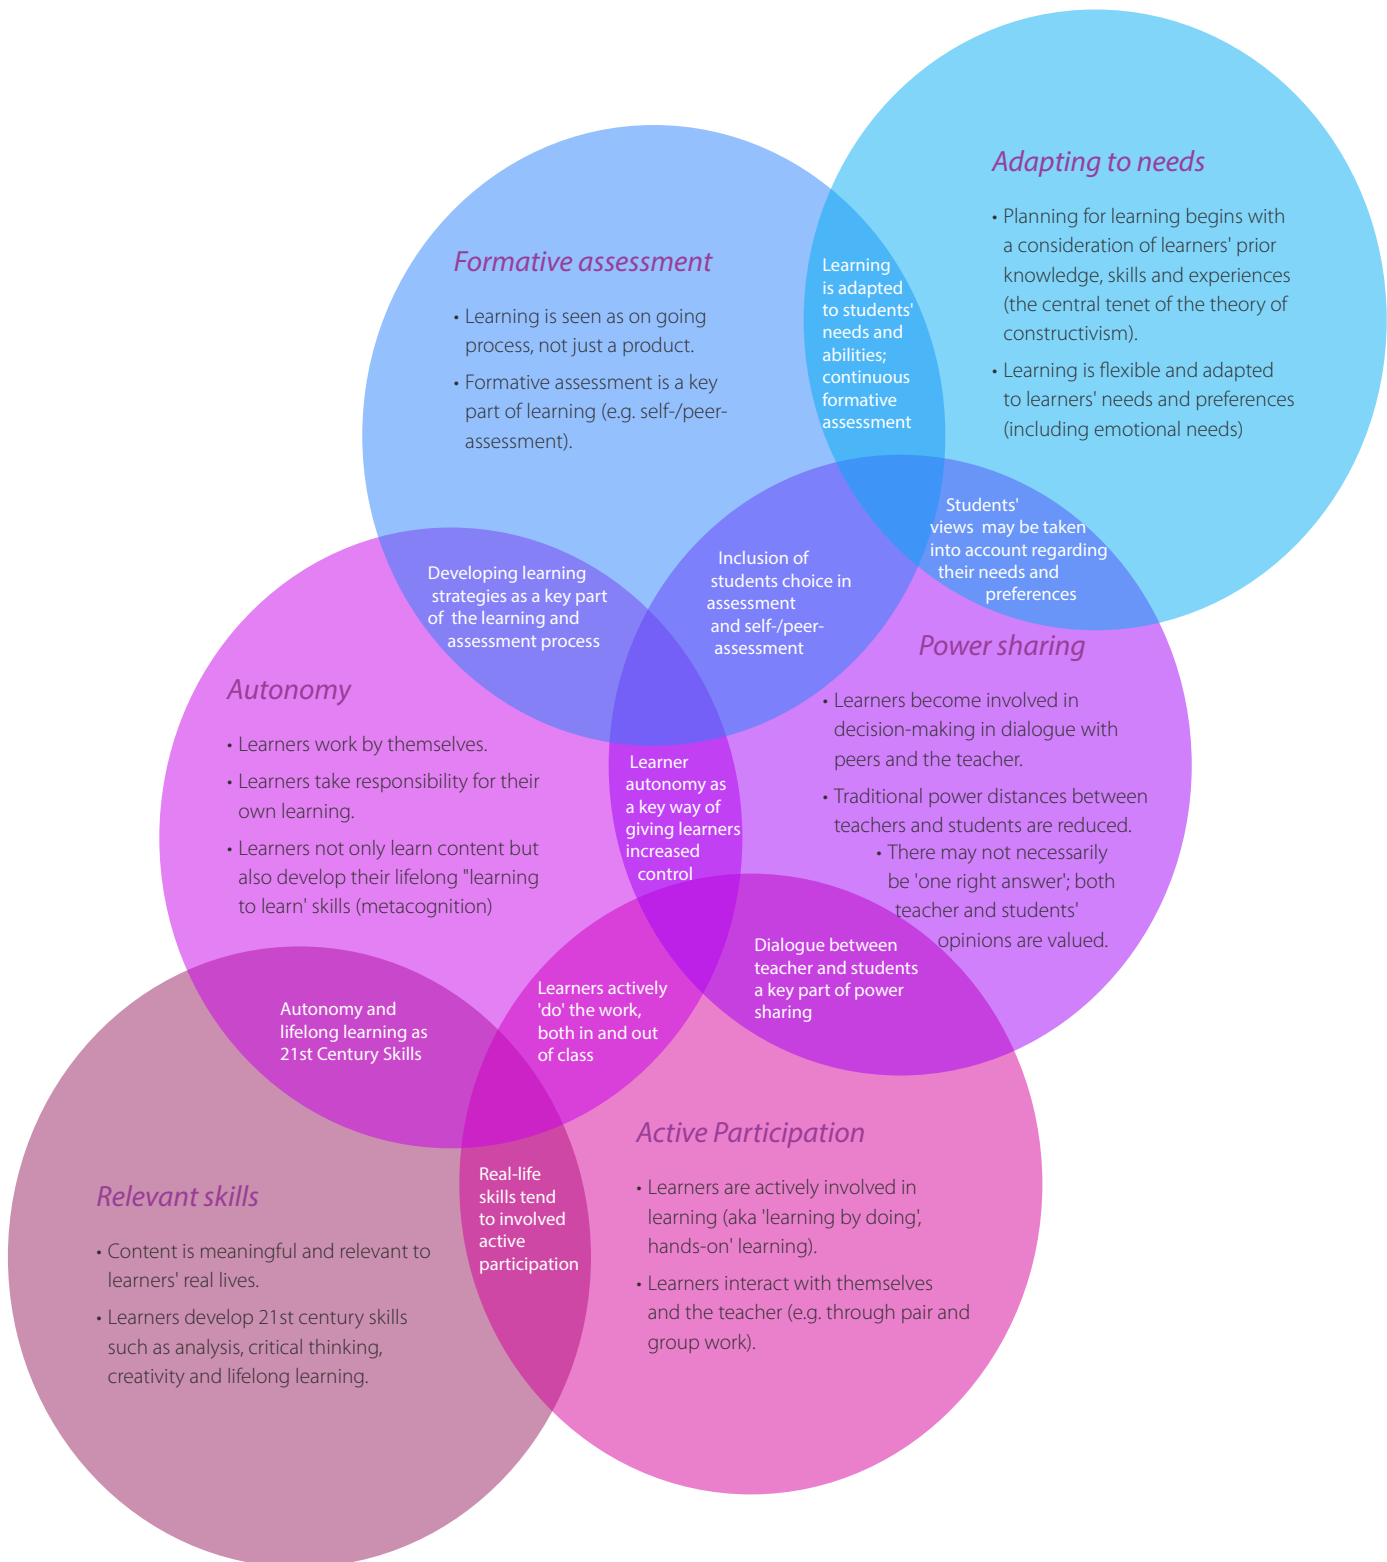 Adapting to needs
• Planning for learning begins with
a consideration of learners' prior
knowledge, skills and experiences
(the central tenet of the theory of
constructivism).
• Learning is flexible and adapted
to learners' needs and preferences
(including emotional needs)
Formative assessment
• Learning is seen as on going
process, not just a product.
• Formative assessment is a key
part of learning (e.g. self-/peer-
assessment).
Learning
is adapted
to students'
needs and
abilities;
continuous
formative
assessment
Students'
views may be taken
into account regarding
their needs and
preferences
Inclusion of
students choice in
assessment
and self-/peer-
assessment
Developing learning
strategies as a key part
of the learning and
assessment process
Power sharing
• Learners become involved in
decision-making in dialogue with
peers and the teacher.
• Traditional power distances between
teachers and students are reduced.
• There may not necessarily
be 'one right answer'; both
teacher and students'
opinions are valued.
Autonomy
• Learners work by themselves.
• Learners take responsibility for their
own learning.
• Learners not only learn content but
also develop their lifelong "learning
to learn' skills (metacognition)
Learner
autonomy as
a key way of
giving learners
increased
control
Dialogue between
teacher and students
a key part of power
sharing
Learners actively
'do' the work,
both in and out
of class
Autonomy and
lifelong learning as
21st Century Skills
Active Participation
• Learners are actively involved in
learning (aka 'learning by doing',
hands-on' learning).
• Learners interact with themselves
and the teacher (e.g. through pair and
group work).
Real-life
skills tend
to involved
active
participation
Relevant skills
• Content is meaningful and relevant to
learners' real lives.
• Learners develop 21st century skills
such as analysis, critical thinking,
creativity and lifelong learning.